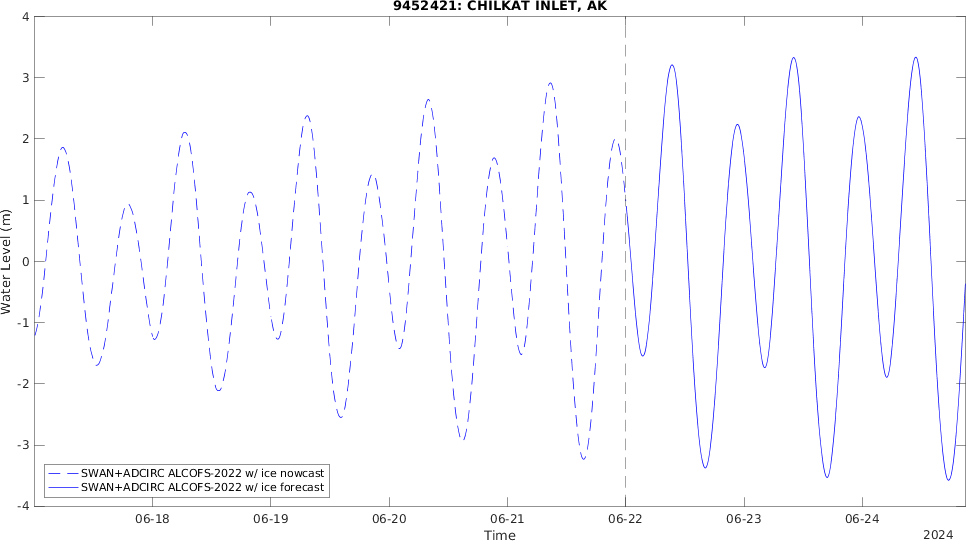 9452421: CHILKAT INLET, AK
4
3
2
1
0
-1
-2
-3
-4
Water Level (m)
SWAN+ADCIRC ALCOFS-2022 w/ ice nowcast
SWAN+ADCIRC ALCOFS-2022 w/ ice forecast
06-18 06-19 06-20 06-21 06-22 06-23 06-24
Time
2024